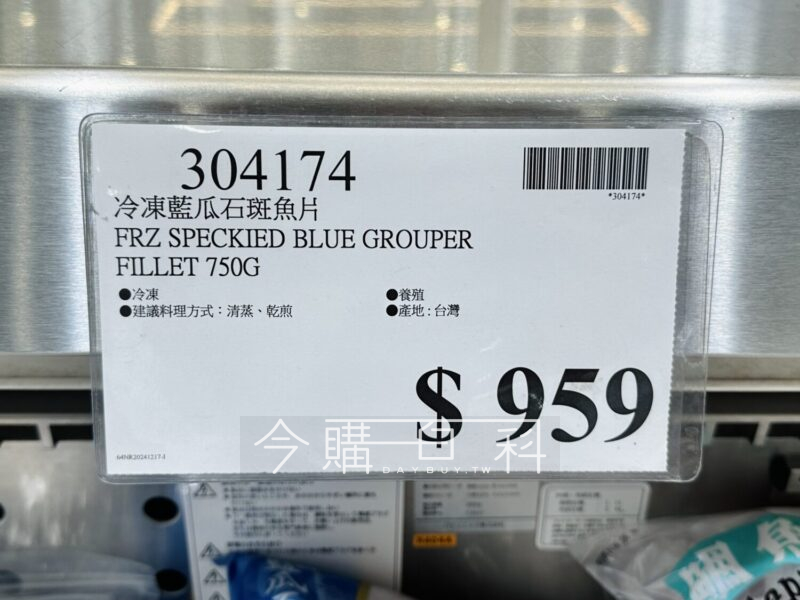 304174
*304174*
冷凍藍瓜石斑魚片
FRZ SPECKIED BLUE GROUPER
FILLET 750G
●冷凍
●養殖
●建議料理方式：清蒸、乾煎
●產地：台灣
$ 959
64NR20241217-1
今購百科
DAYBUY.TW